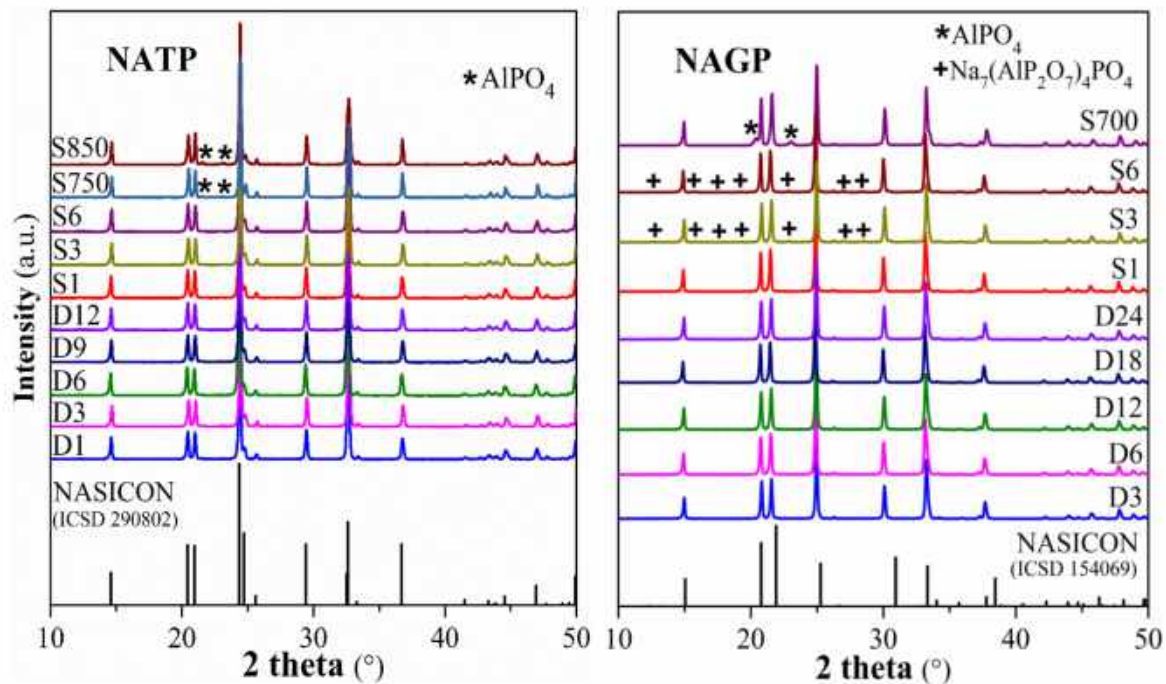 NATP
*AlPO₄
S850
**
S750
**
S6
S3
S1
D12
D9
D6
D3
D1
NASICON
(ICSD 290802)
Intensity (a.u.)
10 20 30 40 50
2 theta (°)
NAGP
*AlPO₄
+Na₇(AlP₂O₇)₄PO₄
S700
* *
S6
+ + + + + + +
S3
+ + + + + + +
S1
D24
D18
D12
D6
D3
NASICON
(ICSD 154069)
10 20 30 40 50
2 theta (°)